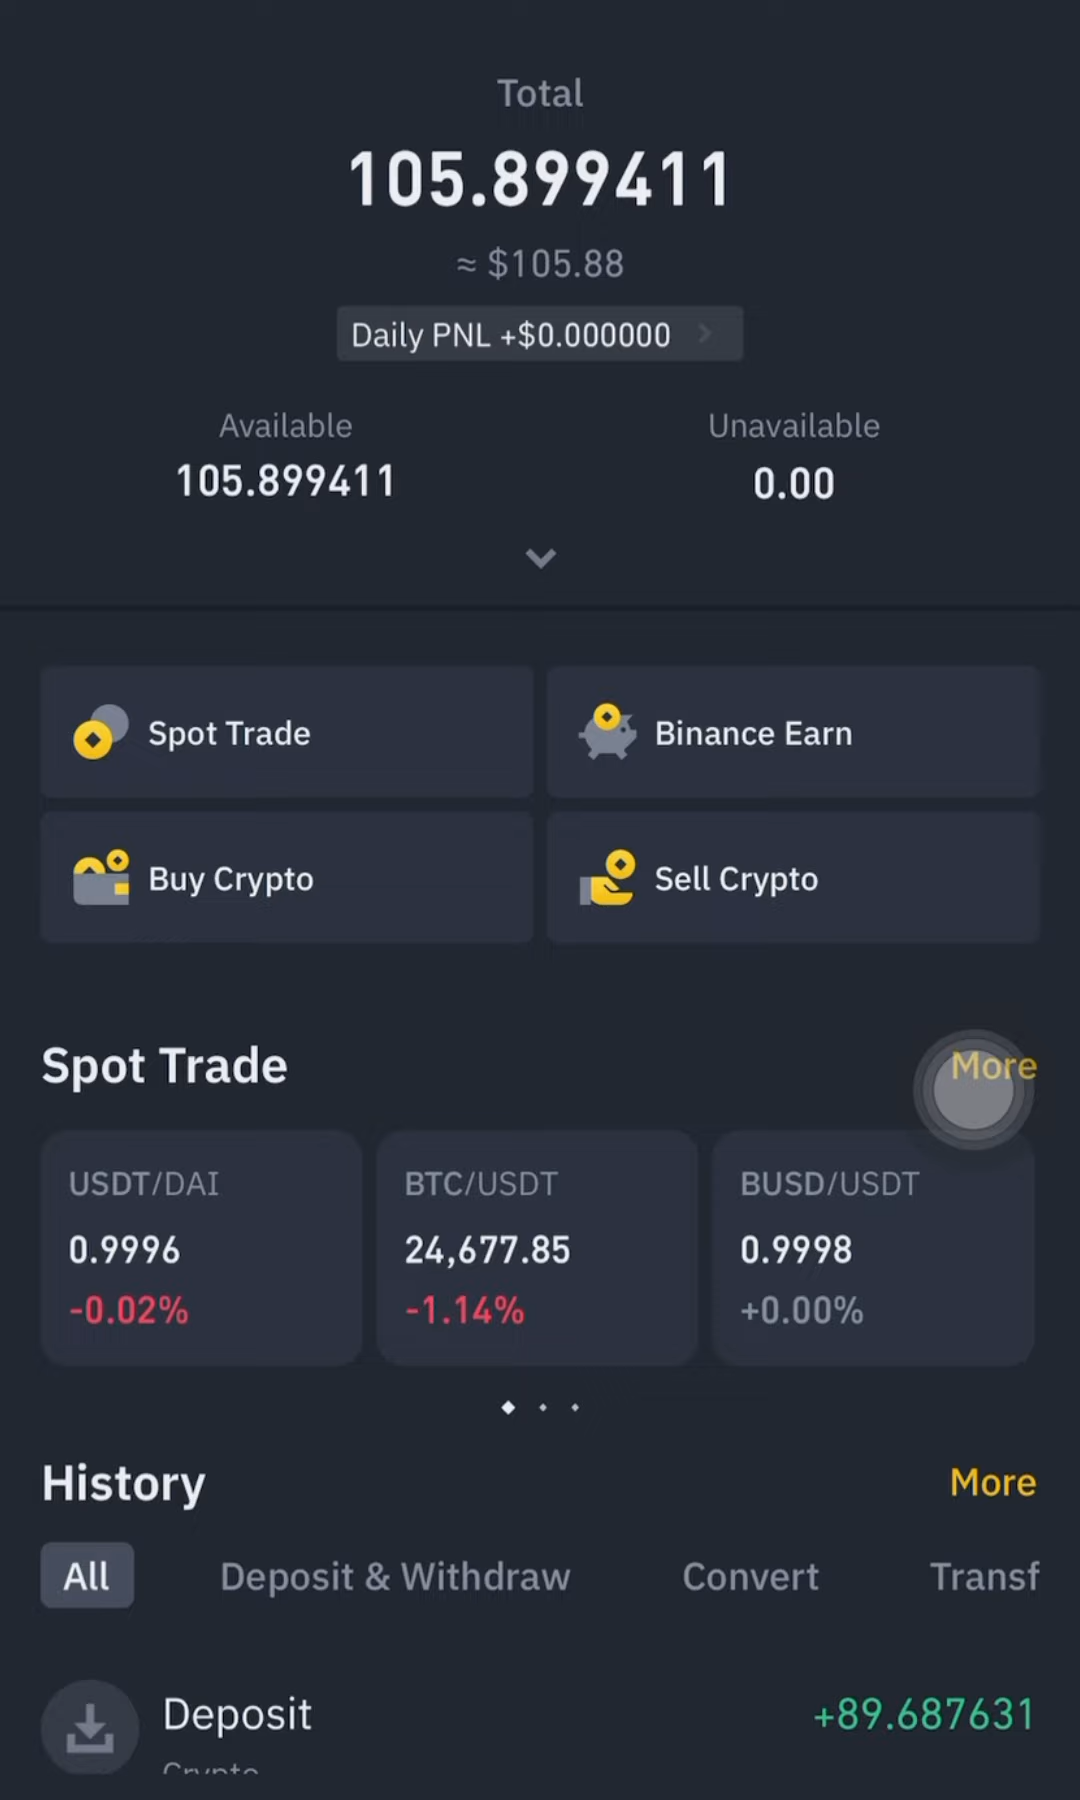 Total
105.899411
≈ $105.88
Daily PNL +$0.000000
Available Unavailable
105.899411 0.00
Spot Trade Binance Earn
Buy Crypto Sell Crypto
Spot Trade More
USDT/DAI BTC/USDT BUSD/USDT
0.9996 24,677.85 0.9998
-0.02% -1.14% +0.00%
History More
All Deposit & Withdraw Convert Transf
Deposit +89.687631
Crypto